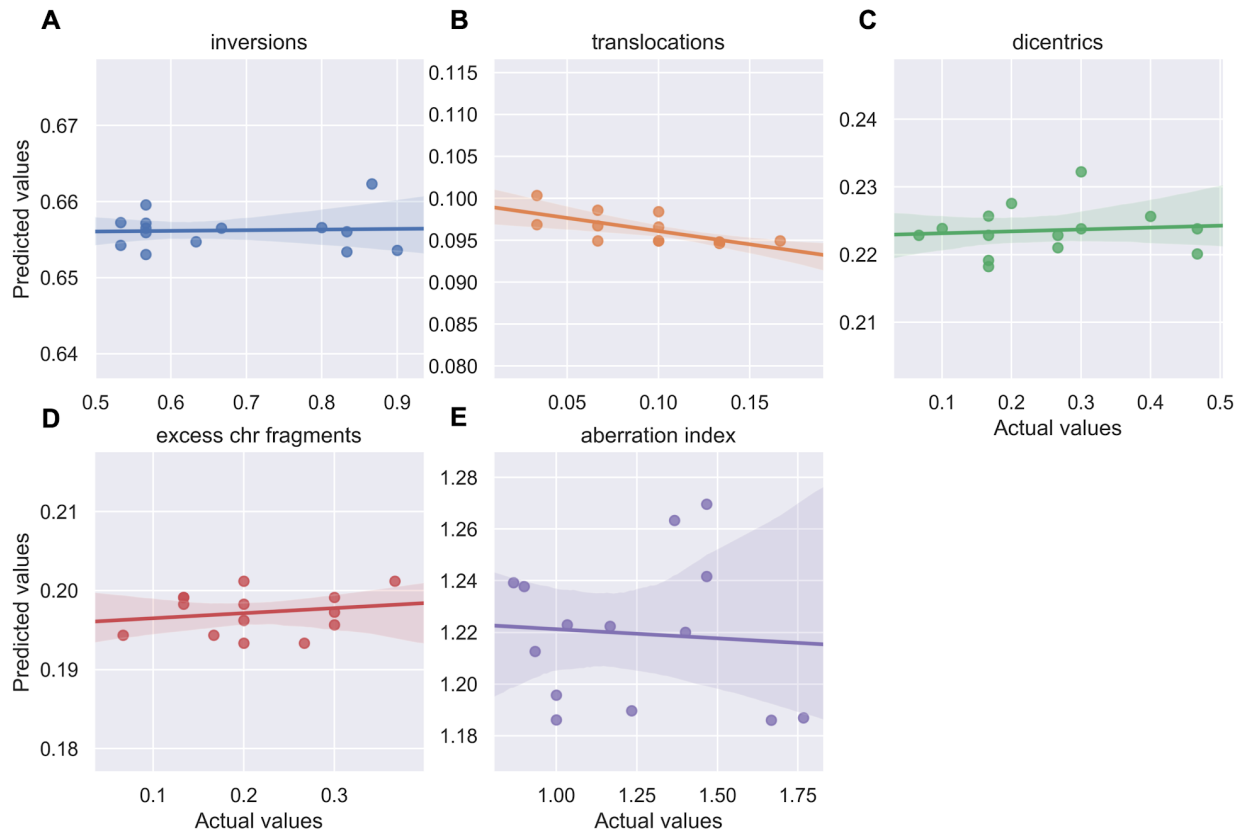 A
inversions
Predicted values
0.67
0.66
0.65
0.64
0.5 0.6 0.7 0.8 0.9
B
translocations
0.115
0.110
0.105
0.100
0.095
0.090
0.085
0.080
0.05 0.10 0.15
C
dicentrics
0.24
0.23
0.22
0.21
0.1 0.2 0.3 0.4 0.5
Actual values
D
excess chr fragments
Predicted values
0.21
0.20
0.19
0.18
0.1 0.2 0.3
Actual values
E
aberration index
1.28
1.26
1.24
1.22
1.20
1.18
1.00 1.25 1.50 1.75
Actual values